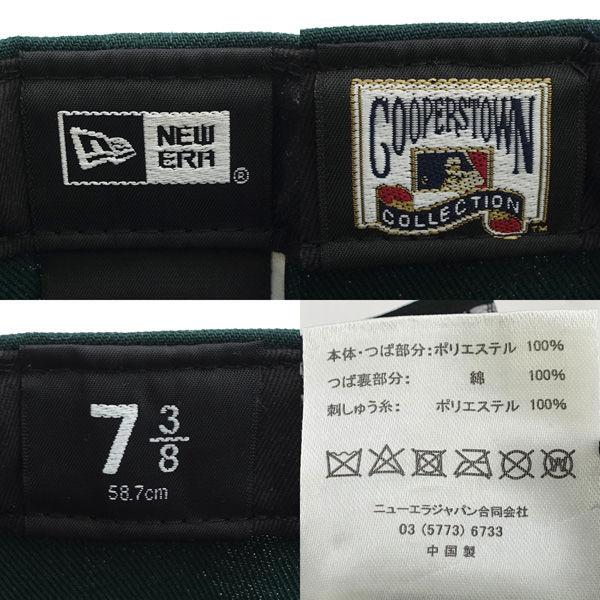 NEW
ERA
®
COOPERSTOWN
COLLECTION
™
7 3/8
58.7cm
本体・つば部分:ポリエステル 100%
つば裏部分: 綿 100%
刺しゅう糸: ポリエステル 100%
W
ニューエラジャパン合同会社
03 (5773) 6733
中国製